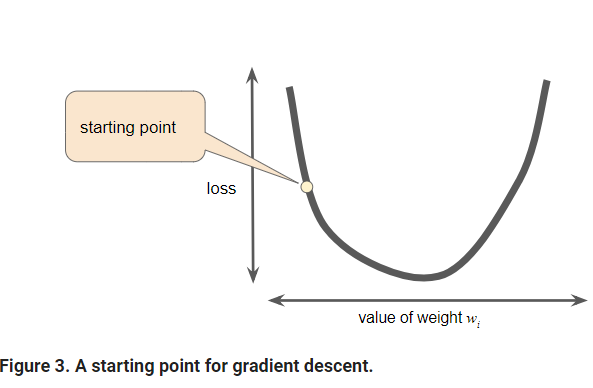 starting point
loss
value of weight wᵢ
Figure 3. A starting point for gradient descent.